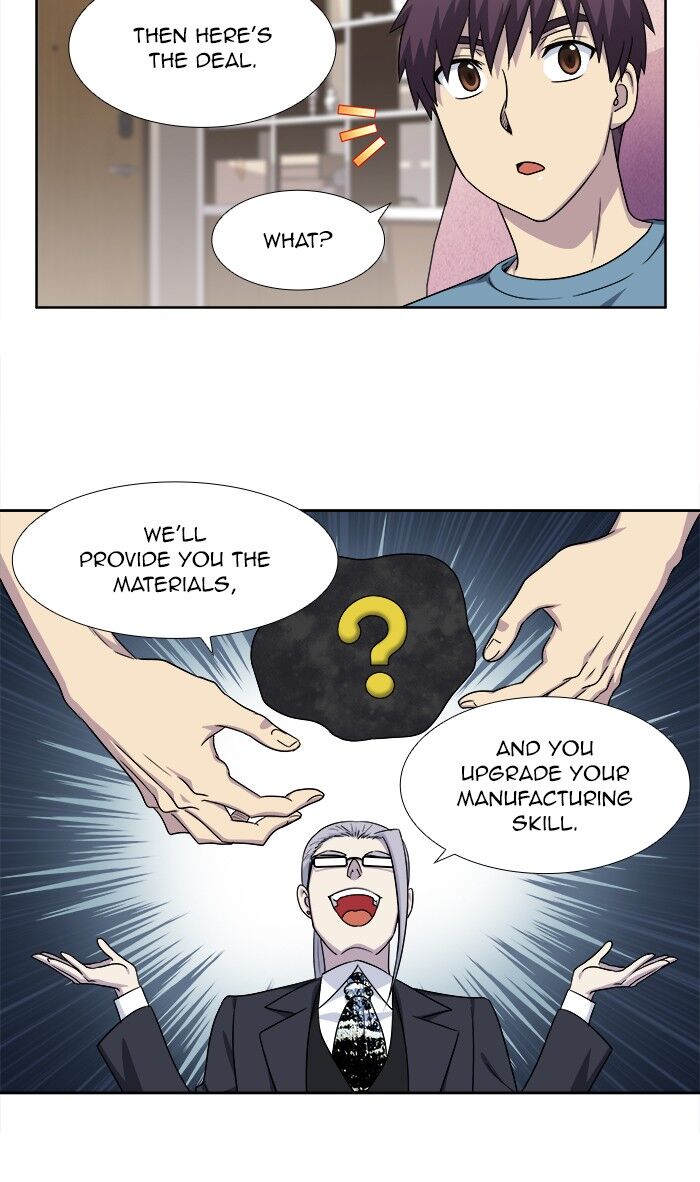 THEN HERE'S
THE DEAL.
WHAT?
WE'LL
PROVIDE YOU THE
MATERIALS,
?
AND YOU
UPGRADE YOUR
MANUFACTURING
SKILL.